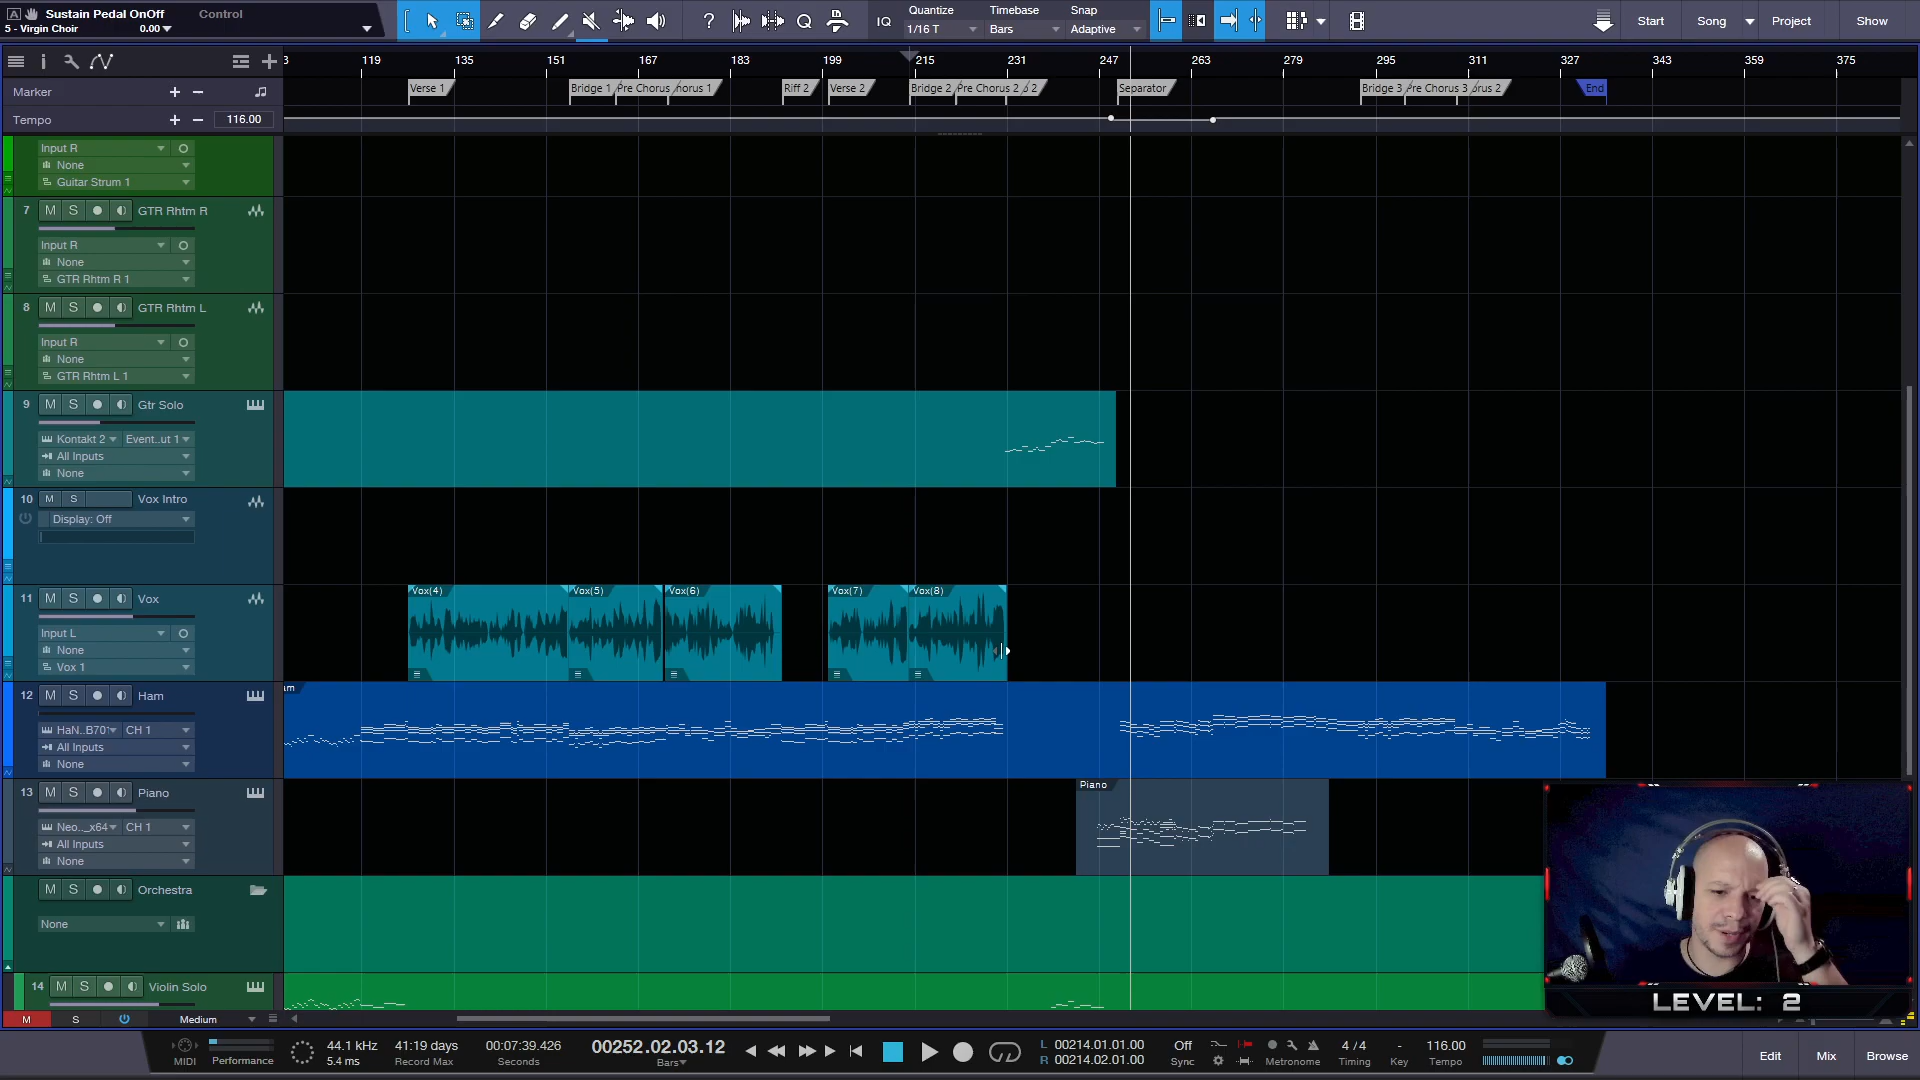 Sustain Pedal OnOff
Control
5 - Virgin Choir
0.00
IQ
Quantize
1/16 T
Timebase
Bars
Snap
Adaptive
Start
Song
Project
Show
119
135
151
167
183
199
215
231
247
263
279
295
311
327
343
359
375
Marker
Verse 1
Bridge 1
Pre Chorus
horus 1
Riff 2
Verse 2
Bridge 2
Pre Chorus 2
Separator
Bridge 3
Pre Chorus 3
orus 2
End
Tempo
116.00
Input R
None
Guitar Strum 1
7
M
S
GTR Rhtm R
Input R
None
GTR Rhtm R 1
8
M
S
GTR Rhtm L
Input R
None
GTR Rhtm L 1
9
M
S
Gtr Solo
Kontakt 2
Event..ut 1
All Inputs
None
10
M
S
Vox Intro
Display: Off
11
M
S
Vox
Vox(4)
Vox(5)
Vox(6)
Vox(7)
Vox(8)
Input L
None
Vox 1
12
M
S
Ham
CH 1
All Inputs
None
13
M
S
Piano
Piano
Neo.._x64
CH 1
All Inputs
None
M
S
Orchestra
None
14
M
S
Violin Solo
M
S
Medium
LEVEL: 2
MIDI
Performance
44.1 kHz
5.4 ms
41:19 days
Record Max
00:07:39.426
Seconds
00252.02.03.12
Bars
L
00214.01.01.00
R
00214.02.01.00
Off
Sync
Metronome
4 / 4
Timing
-
Key
116.00
Tempo
Edit
Mix
Browse